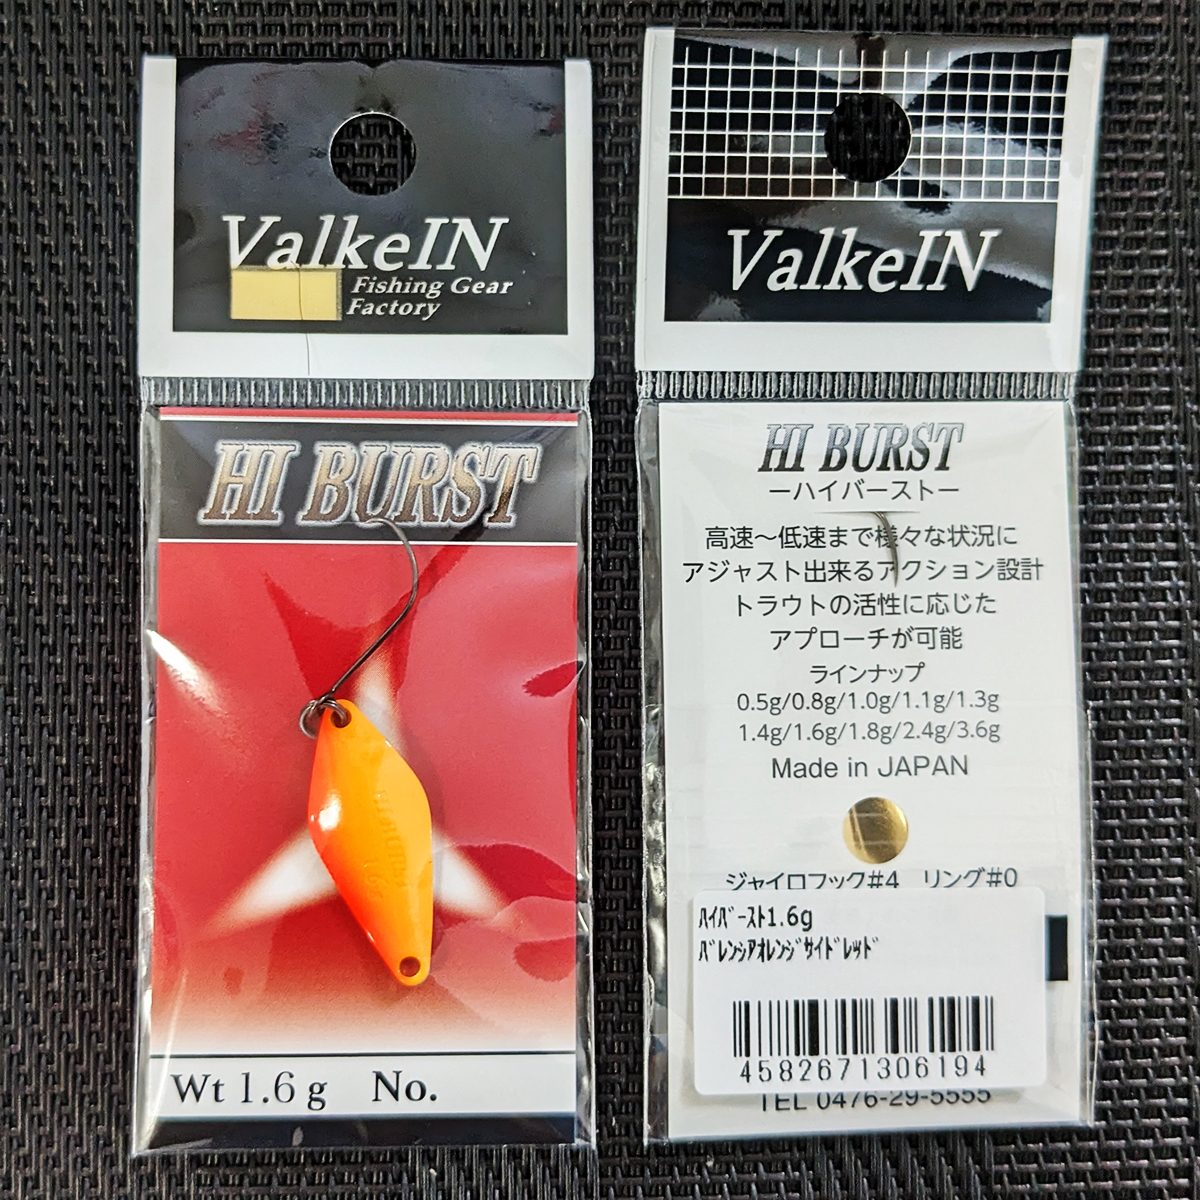 ValkeIN
Fishing Gear
Factory
HI BURST
HI BURST
1.6
Wt 1.6 g No.
ValkeIN
HI BURST
ーハイバーストー
高速～低速まで様々な状況に
アジャスト出来るアクション設計
トラウトの活性に応じた
アプローチが可能
ラインナップ
0.5g/0.8g/1.0g/1.1g/1.3g
1.4g/1.6g/1.8g/2.4g/3.6g
Made in JAPAN
ジャイロフック#4 リング#0
ﾊｲﾊﾞｰｽﾄ1.6g
ﾊﾞﾚﾝｼｱｵﾚﾝｼﾞｻｲﾄﾞﾚｯﾄﾞ
4582671306194
TEL 0476-29-5555